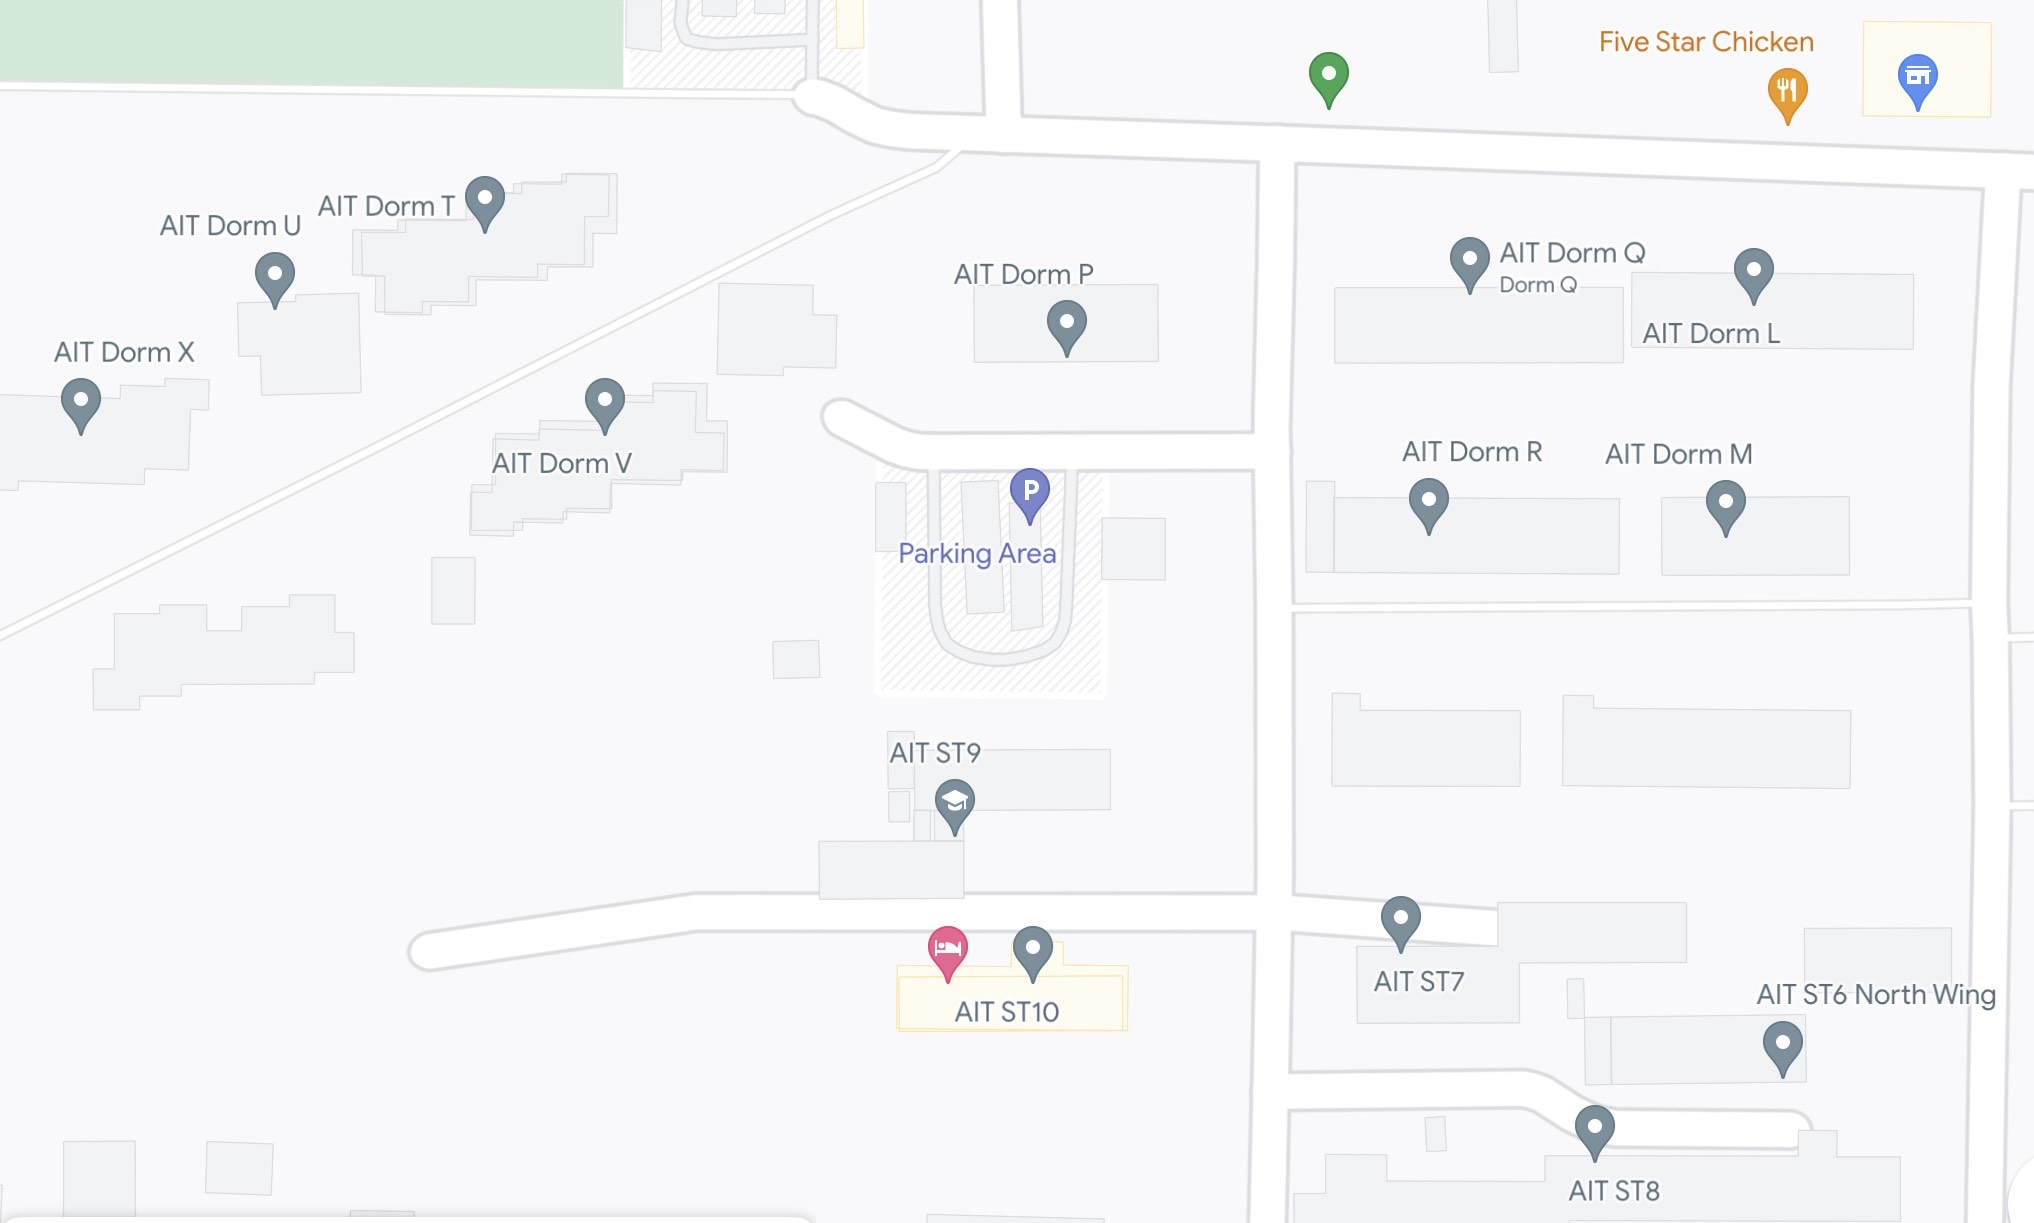 Five Star Chicken
AIT Dorm T
AIT Dorm U
AIT Dorm Q
Dorm Q
AIT Dorm P
AIT Dorm L
AIT Dorm X
AIT Dorm V
AIT Dorm R
AIT Dorm M
P
Parking Area
AIT ST9
AIT ST7
AIT ST6 North Wing
AIT ST10
AIT ST8